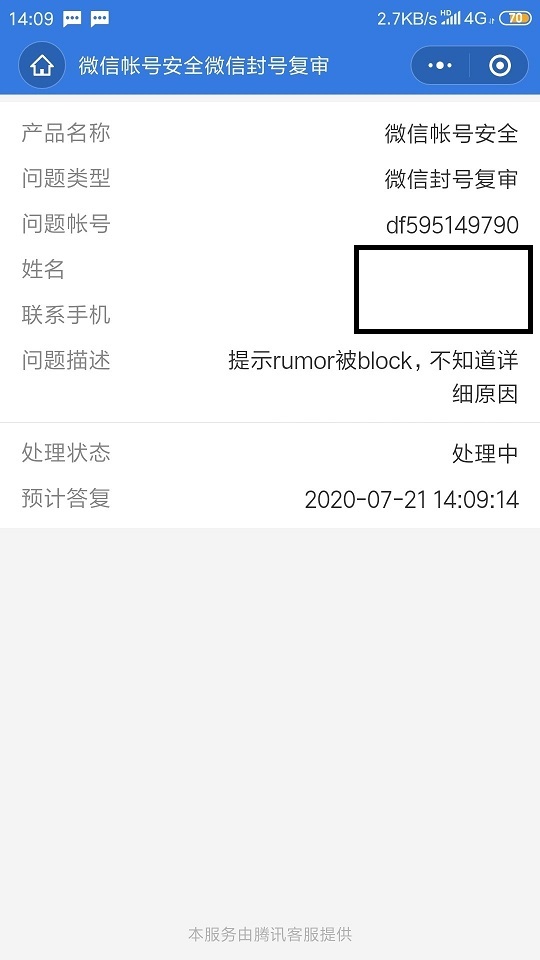 14:09 2.7KB/s HD 4G 70
微信帐号安全微信封号复审
产品名称 微信帐号安全
问题类型 微信封号复审
问题帐号 df595149790
姓名
联系手机
问题描述 提示rumor被block，不知道详
细原因
处理状态 处理中
预计答复 2020-07-21 14:09:14
本服务由腾讯客服提供